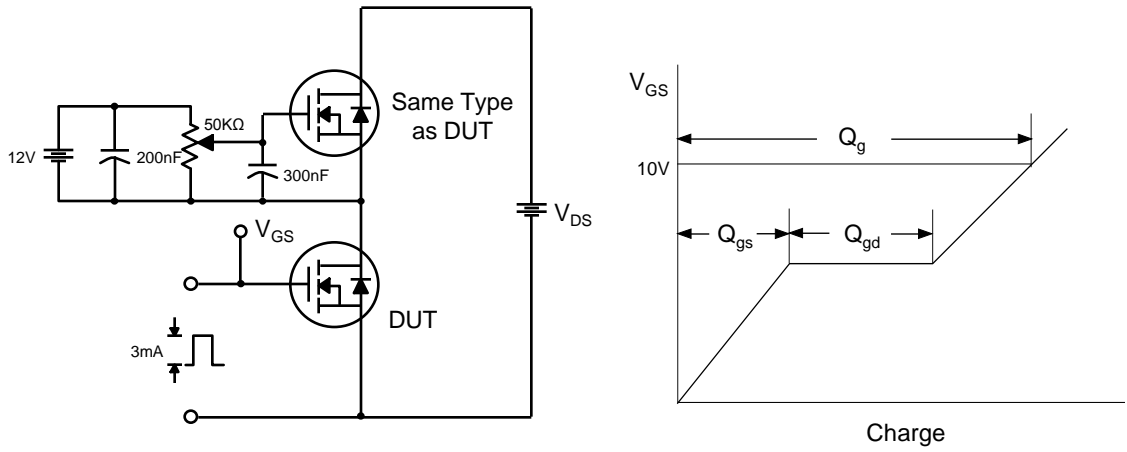 Same Type
as DUT
50KΩ
12V
200nF
300nF
V_GS
V_DS
DUT
3mA
V_GS
Q_g
10V
Q_gs
Q_gd
Charge